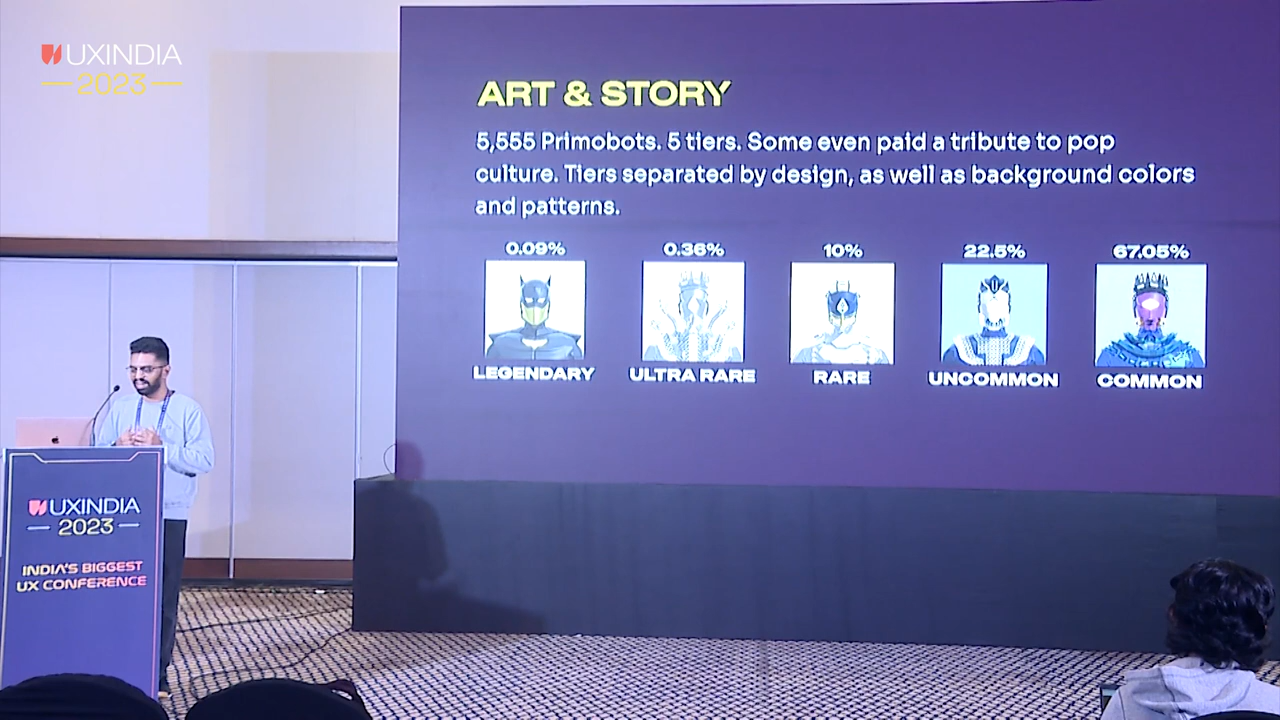 UXINDIA
2023
ART & STORY
5,555 Primobots. 5 tiers. Some even paid a tribute to pop
culture. Tiers separated by design, as well as background colors
and patterns.
0.09% 0.36% 10% 22.5% 67.05%
LEGENDARY ULTRA RARE RARE UNCOMMON COMMON
UXINDIA
2023
INDIA'S BIGGEST
UX CONFERENCE